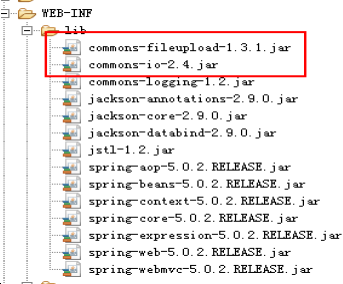 WEB-INF
lib
commons-fileupload-1.3.1.jar
commons-io-2.4.jar
commons-logging-1.2.jar
jackson-annotations-2.9.0.jar
jackson-core-2.9.0.jar
jackson-databind-2.9.0.jar
jstl-1.2.jar
spring-aop-5.0.2.RELEASE.jar
spring-beans-5.0.2.RELEASE.jar
spring-context-5.0.2.RELEASE.jar
spring-core-5.0.2.RELEASE.jar
spring-expression-5.0.2.RELEASE.jar
spring-web-5.0.2.RELEASE.jar
spring-webmvc-5.0.2.RELEASE.jar